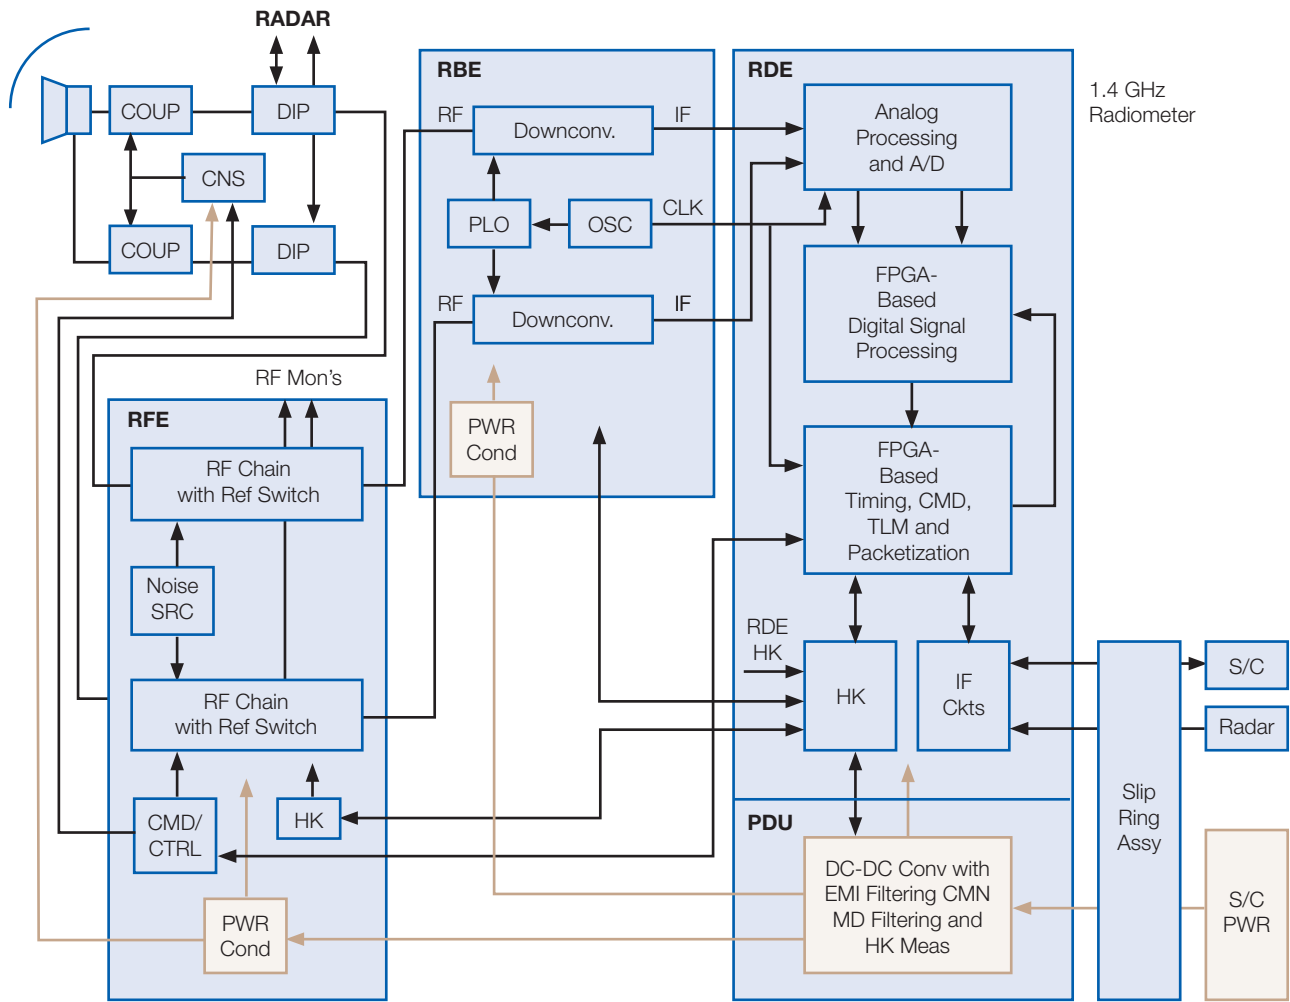 RADAR
COUP
DIP
CNS
COUP
DIP
RF Mon's
RFE
RF Chain
with Ref Switch
Noise
SRC
RF Chain
with Ref Switch
CMD/
CTRL
HK
PWR
Cond
RBE
RF
Downconv.
IF
PLO
OSC
CLK
RF
Downconv.
IF
PWR
Cond
RDE
Analog
Processing
and A/D
FPGA-
Based
Digital Signal
Processing
FPGA-
Based
Timing, CMD,
TLM and
Packetization
RDE
HK
HK
IF
Ckts
PDU
DC-DC Conv with
EMI Filtering CMN
MD Filtering and
HK Meas
1.4 GHz
Radiometer
Slip
Ring
Assy
S/C
Radar
S/C
PWR